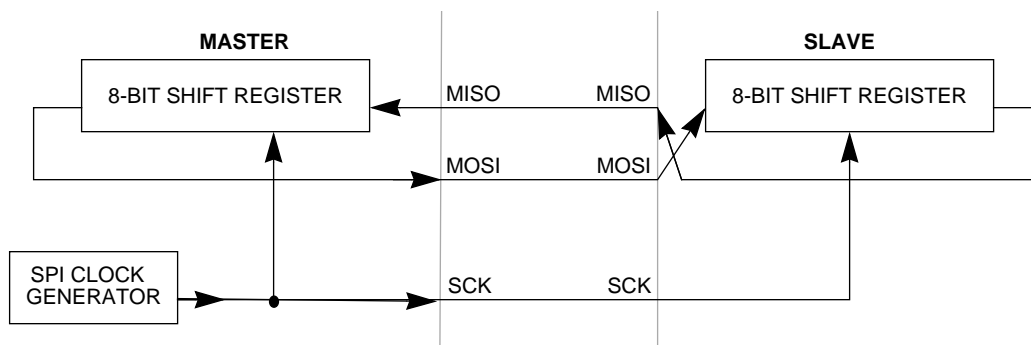 MASTER
SLAVE
8-BIT SHIFT REGISTER
MISO
MISO
8-BIT SHIFT REGISTER
MOSI
MOSI
SPI CLOCK
GENERATOR
SCK
SCK